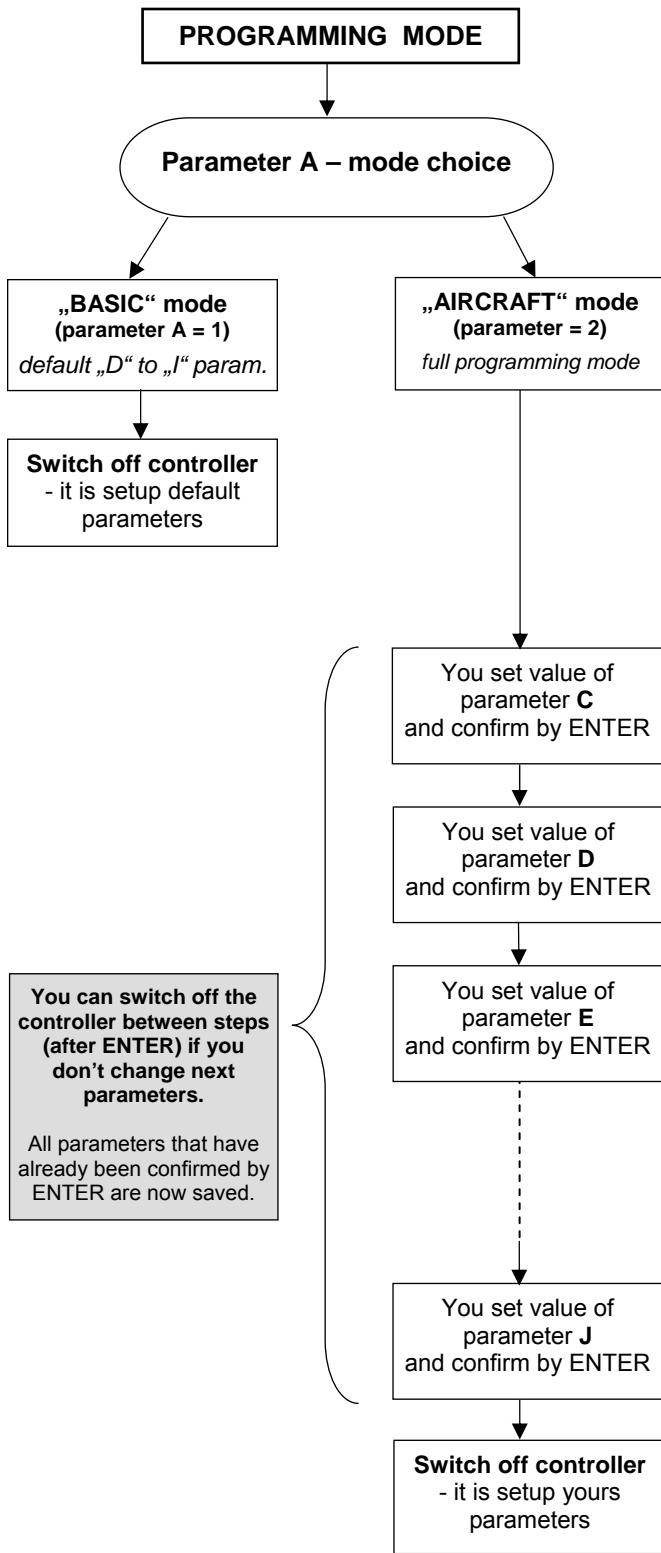 PROGRAMMING MODE
Parameter A – mode choice
„BASIC“ mode
(parameter A = 1)
default „D“ to „I“ param.
Switch off controller
- it is setup default
parameters
„AIRCRAFT“ mode
(parameter = 2)
full programming mode
You set value of
parameter C
and confirm by ENTER
You set value of
parameter D
and confirm by ENTER
You set value of
parameter E
and confirm by ENTER
You can switch off the
controller between steps
(after ENTER) if you
don’t change next
parameters.
All parameters that have
already been confirmed by
ENTER are now saved.
You set value of
parameter J
and confirm by ENTER
Switch off controller
- it is setup yours
parameters